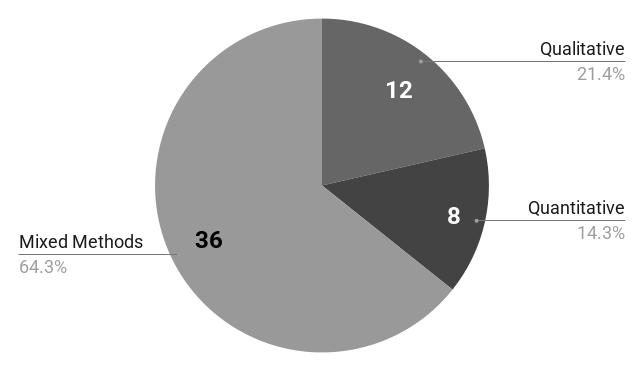 Qualitative
21.4%
12
Quantitative
14.3%
8
Mixed Methods
64.3%
36